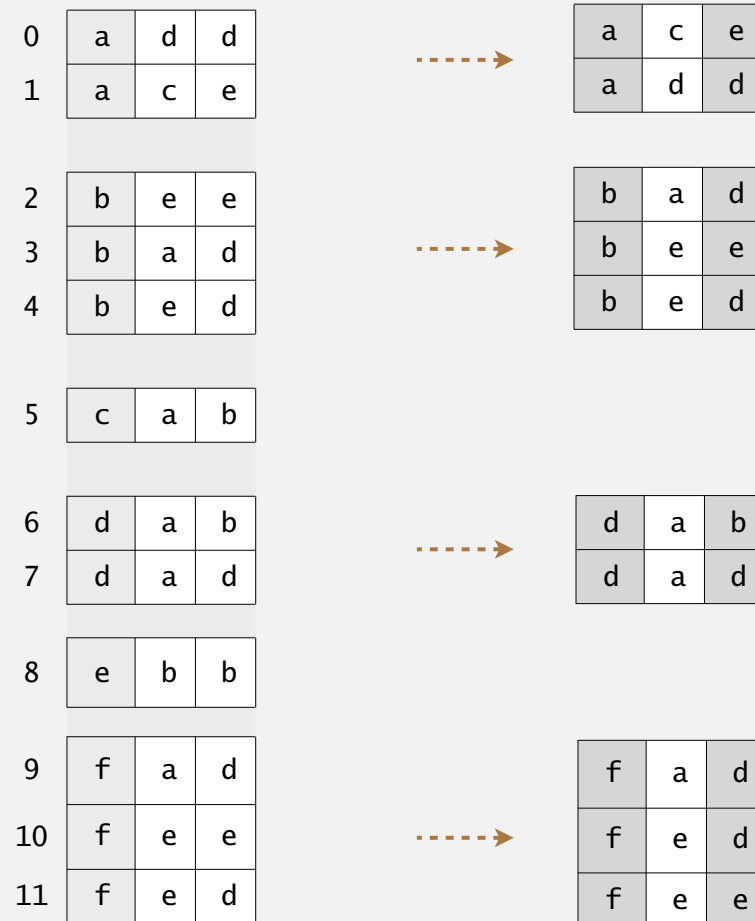 0 a d d a c e
1 a c e a d d
2 b e e b a d
3 b a d b e e
4 b e d b e d
5 c a b
6 d a b d a b
7 d a d d a d
8 e b b
9 f a d f a d
10 f e e f e d
11 f e d f e e